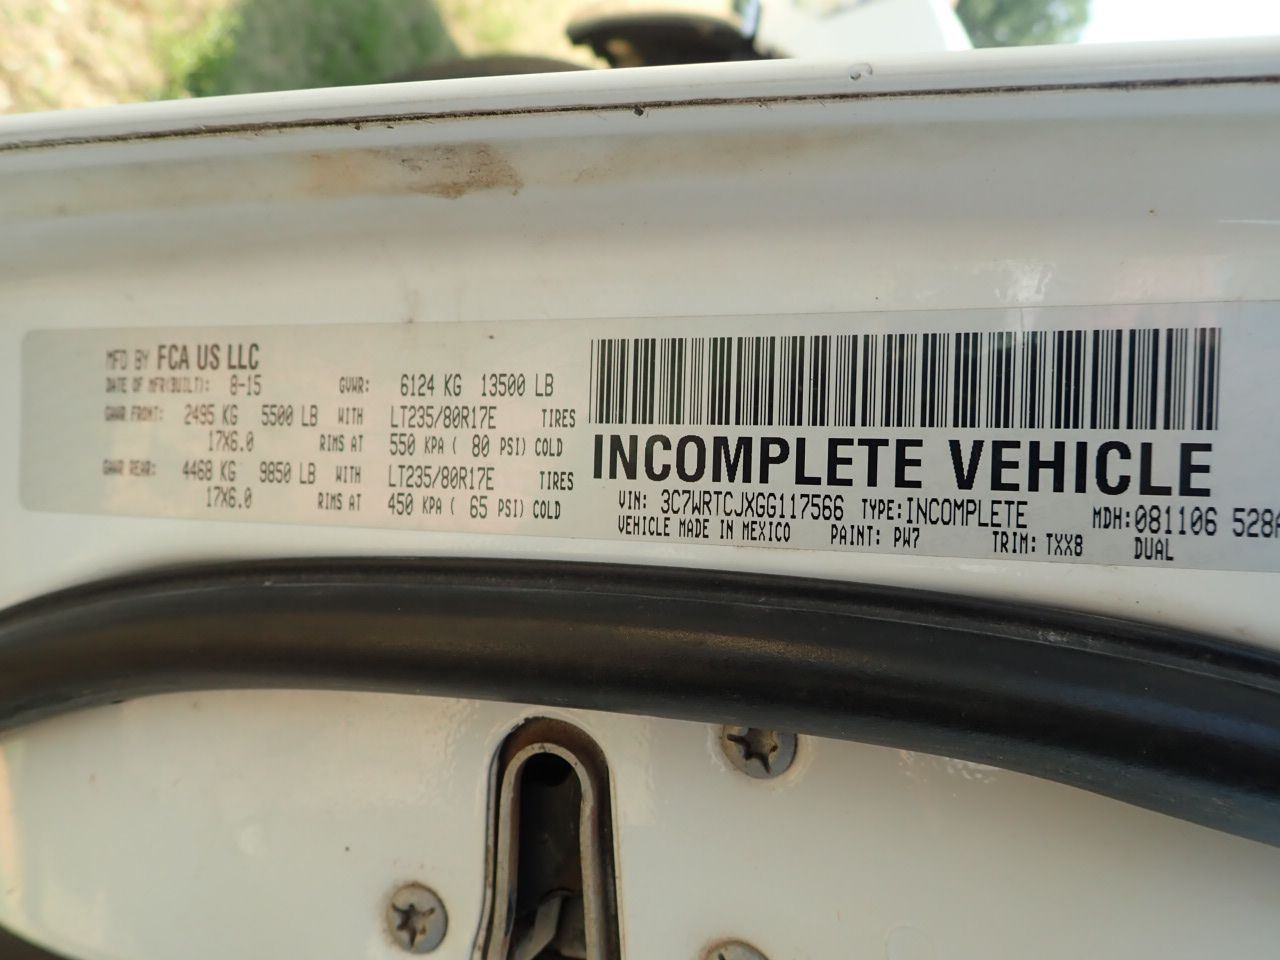 MFD BY FCA US LLC
DATE OF MFR(BUILT): 8-15 GVWR: 6124 KG 13500 LB
GAWR FRONT: 2495 KG 5500 LB WITH LT235/80R17E TIRES
17X6.0 RIMS AT 550 KPA ( 80 PSI) COLD
GAWR REAR: 4468 KG 9850 LB WITH LT235/80R17E TIRES
17X6.0 RIMS AT 450 KPA ( 65 PSI) COLD
INCOMPLETE VEHICLE
VIN: 3C7WRTCJXGG117566 TYPE:INCOMPLETE MDH:081106 528A
VEHICLE MADE IN MEXICO PAINT: PW7 TRIM: TXX8 DUAL